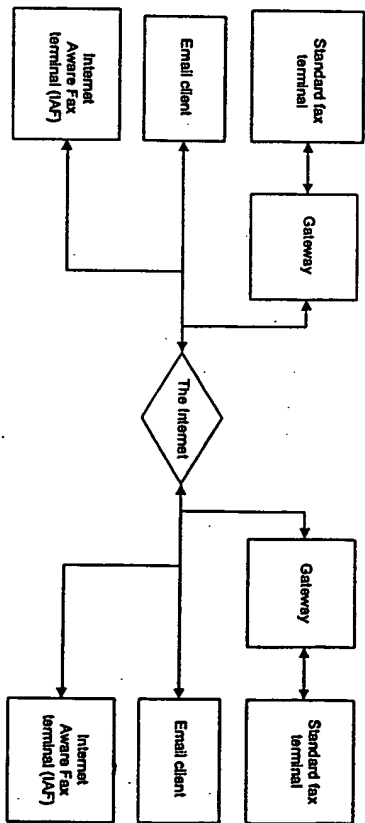 Standard fax
terminal
Gateway
Email client
Internet
Aware Fax
terminal (IAF)
The Internet
Gateway
Standard fax
terminal
Email client
Internet
Aware Fax
terminal (IAF)